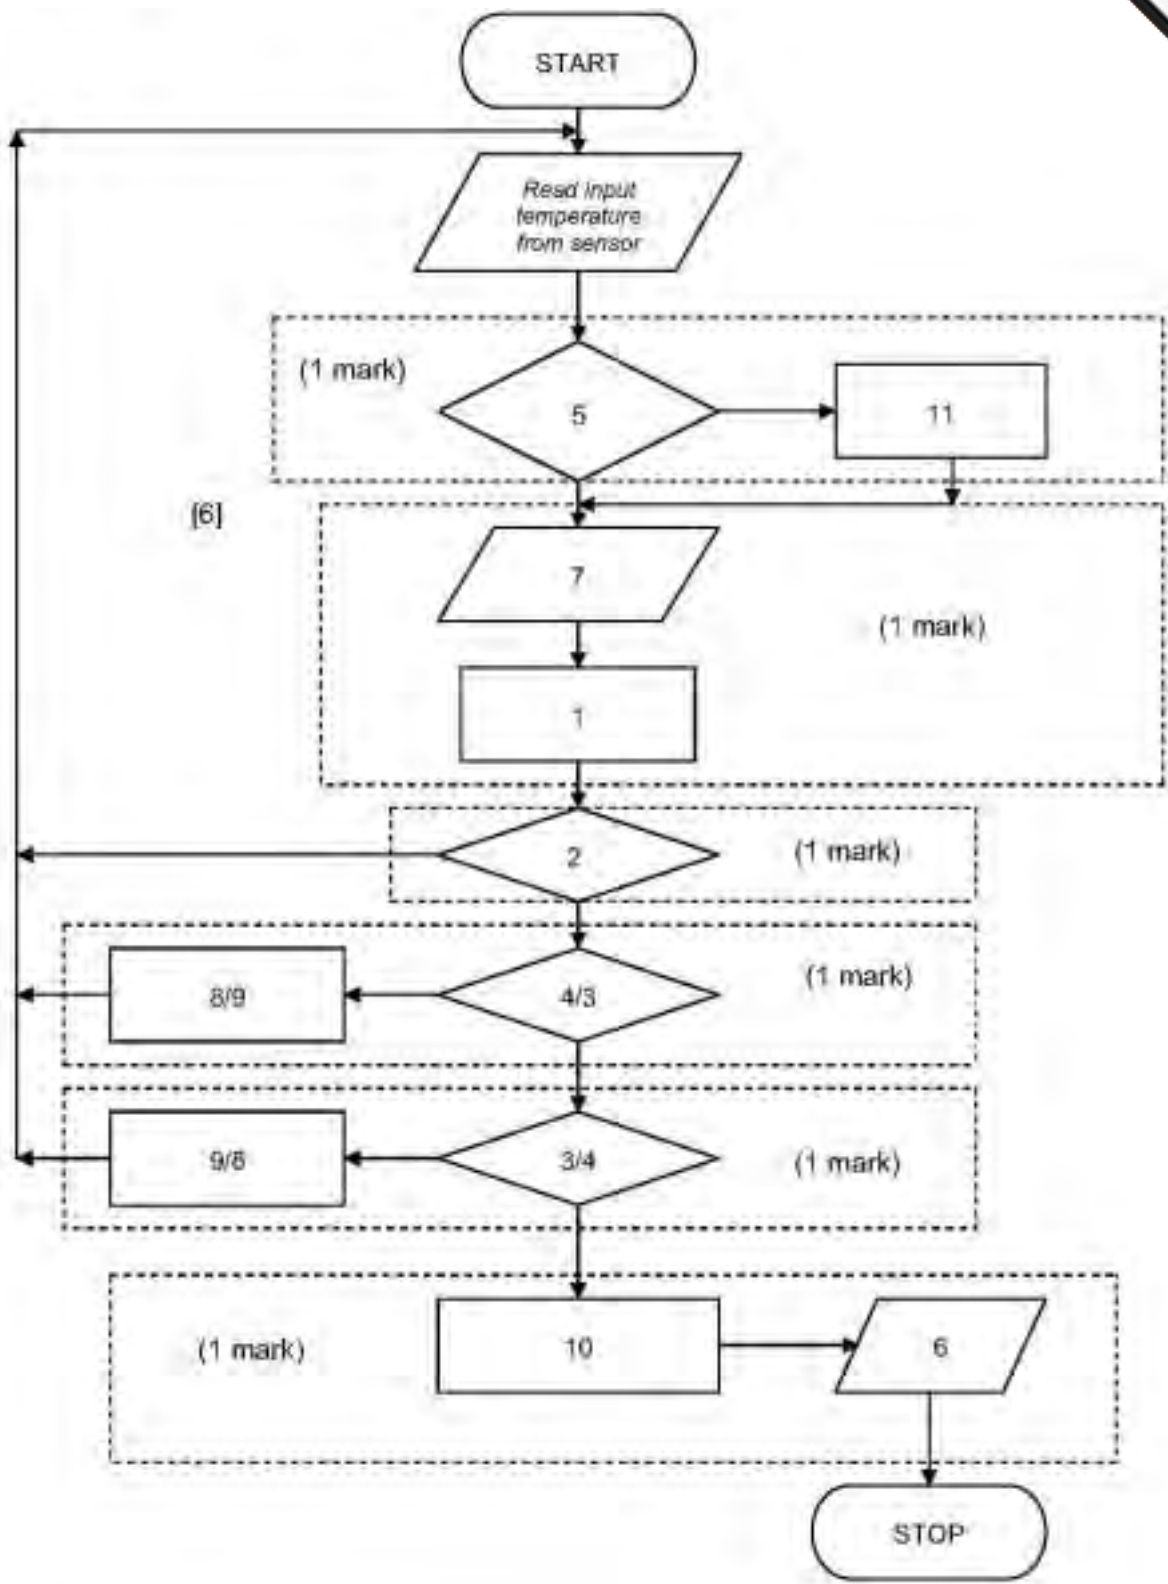 START
Read input
temperature
from sensor
(1 mark)
5
11
[6]
7
(1 mark)
1
2
(1 mark)
8/9
4/3
(1 mark)
9/8
3/4
(1 mark)
(1 mark)
10
6
STOP